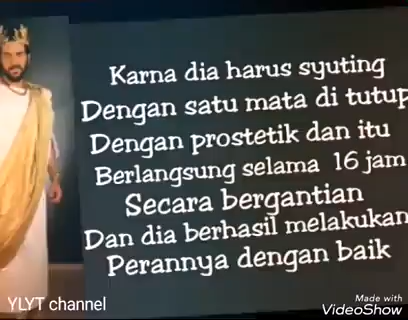 Karna dia harus syuting
Dengan satu mata di tutup
Dengan prostetik dan itu
Berlangsung selama 16 jam
Secara bergantian
Dan dia berhasil melakukan
Perannya dengan baik
YLYT channel
Made with
VideoShow